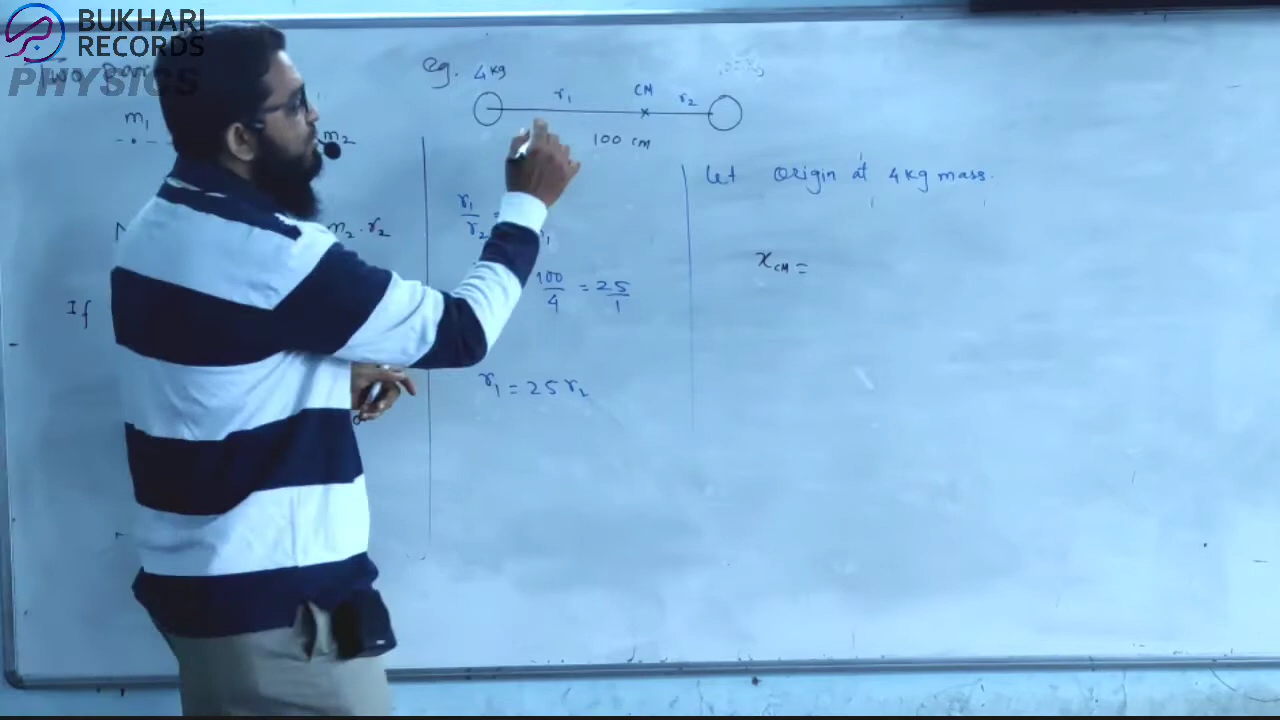 BUKHARI
RECORDS
PHYSICS
Two
m₁
m₂
m₂ · r₂
If
eg. 4 kg
r₁ CM r₂
100 cm
r₁/r₂ =
100/4 = 25/1
r₁ = 25 r₂
Let Origin at 4 kg mass.
x_CM =